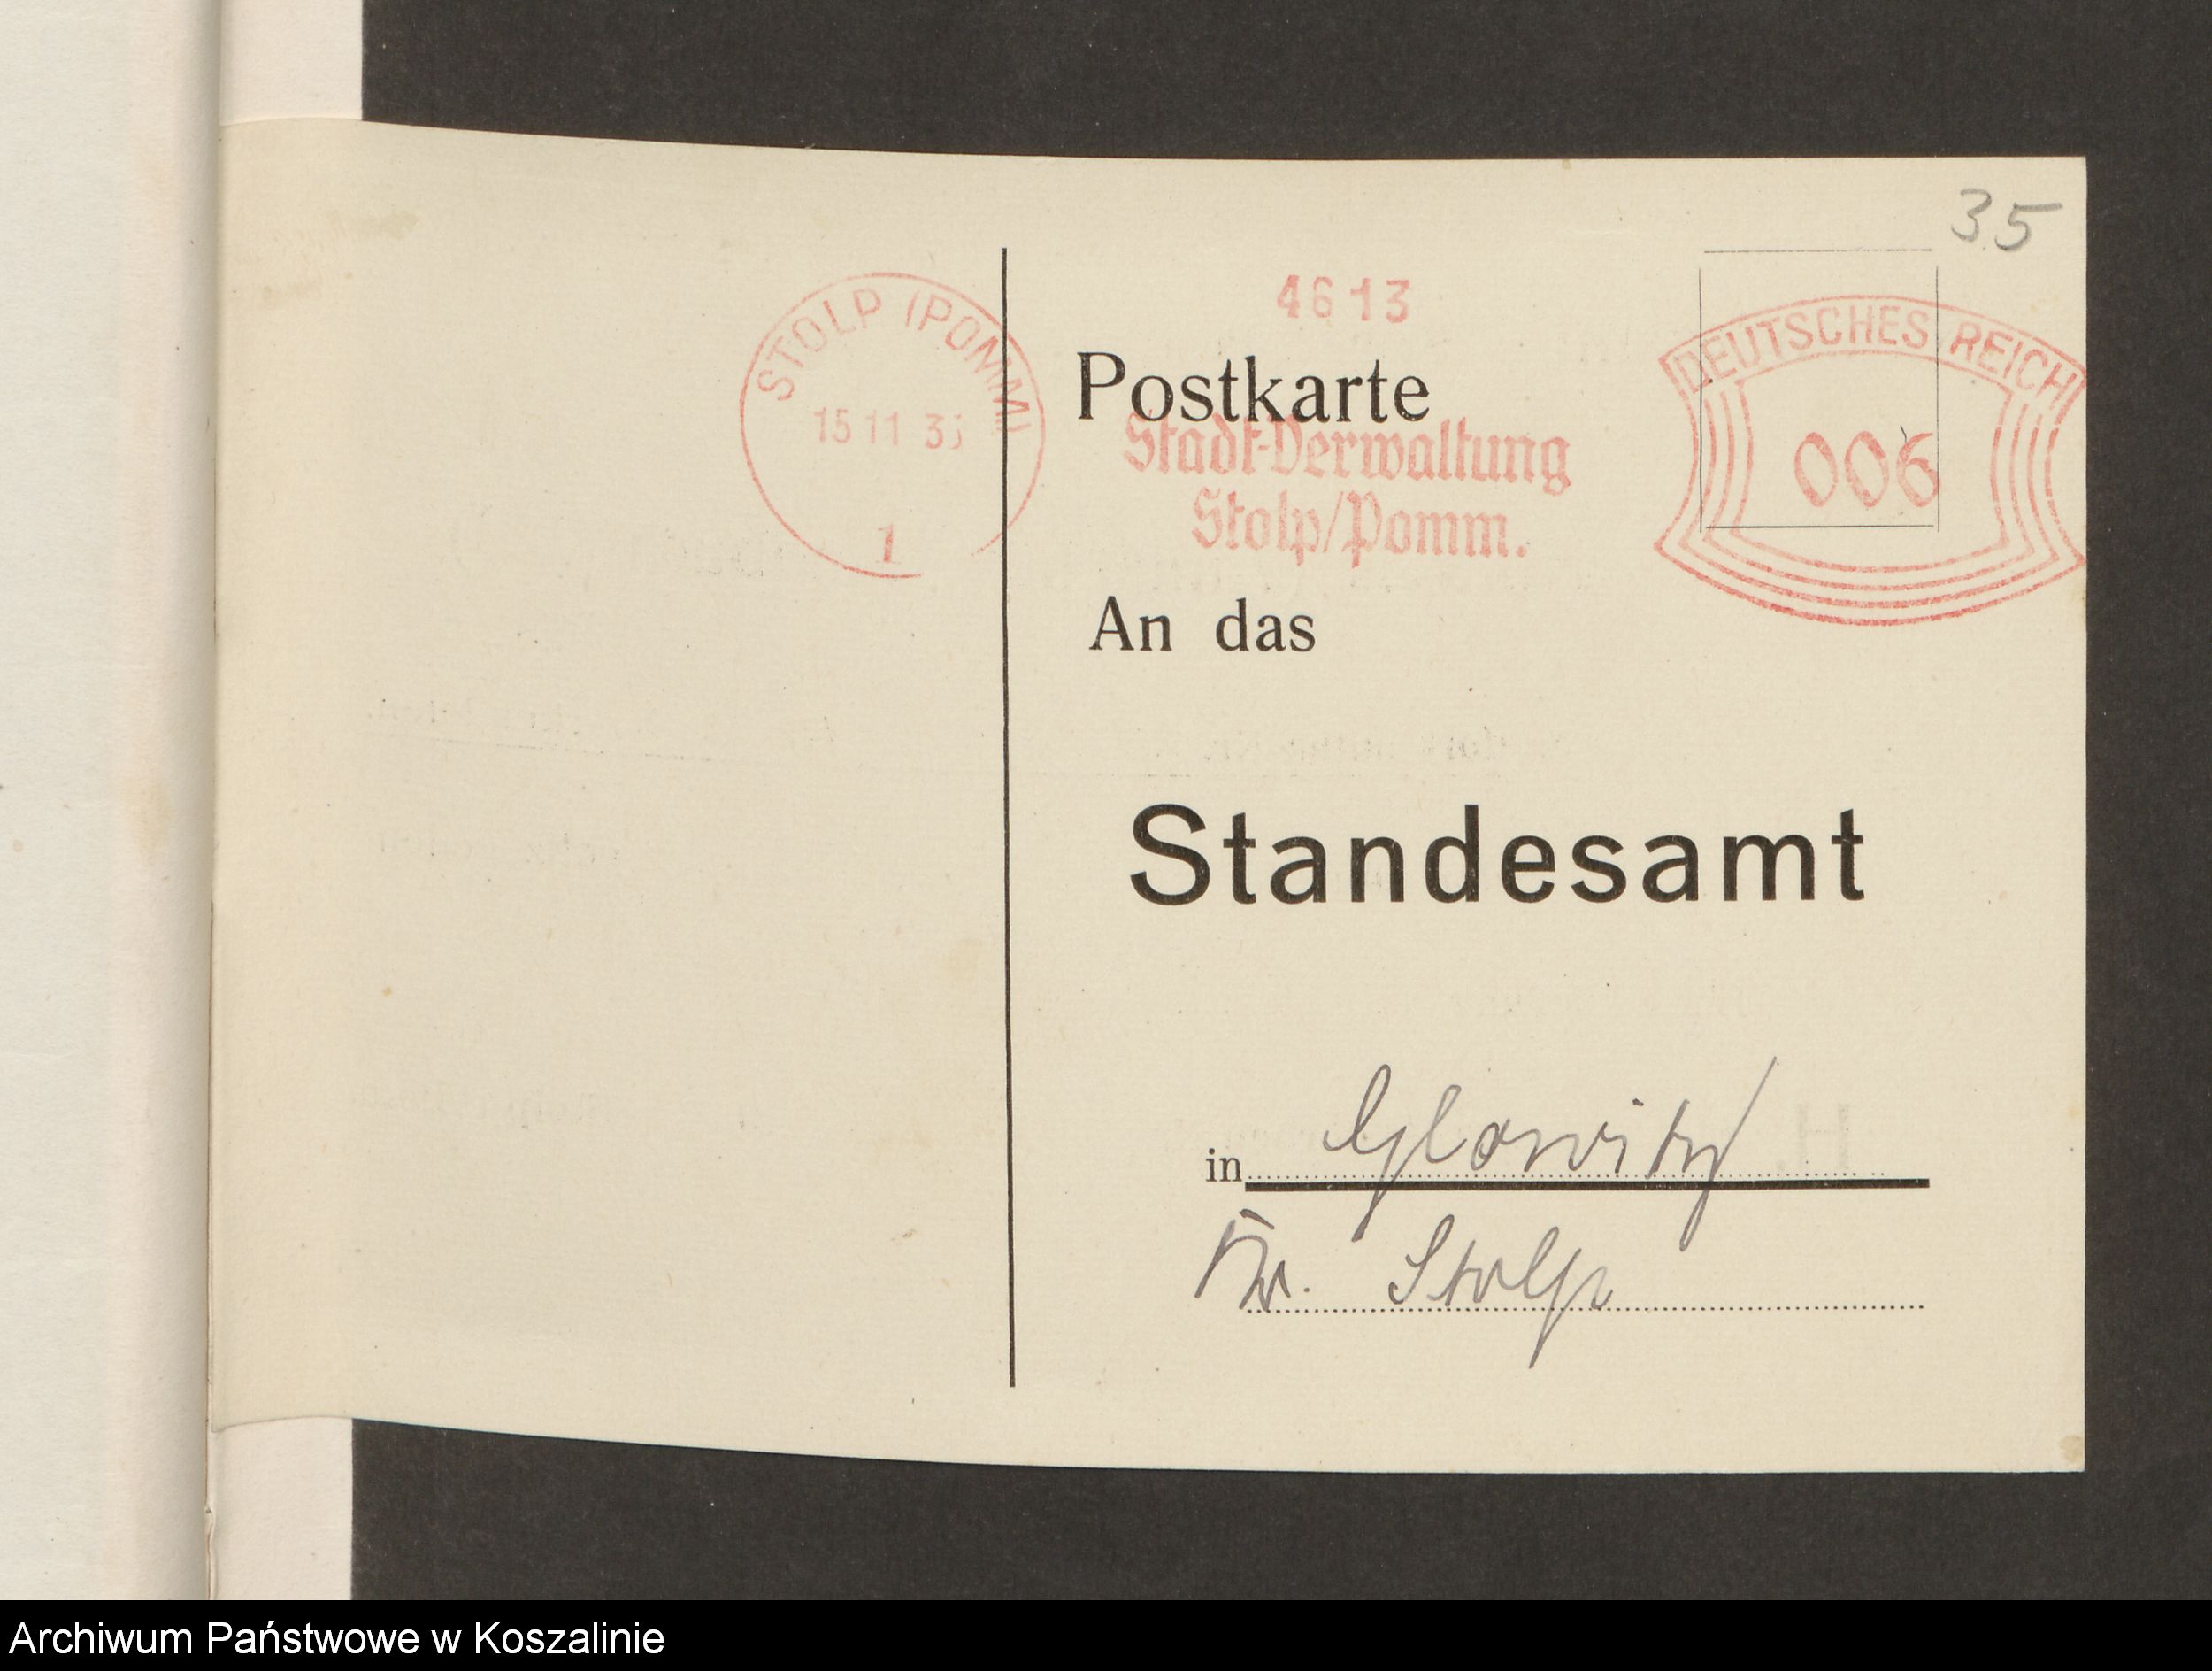 35
STOLP (POMM)
15 11 3
1
4613
Postkarte
Stadt-Verwaltung
Stolp/Pomm.
DEUTSCHES REICH
006
An das
Standesamt
in Glowitz
Kr. Stolp
Archiwum Państwowe w Koszalinie